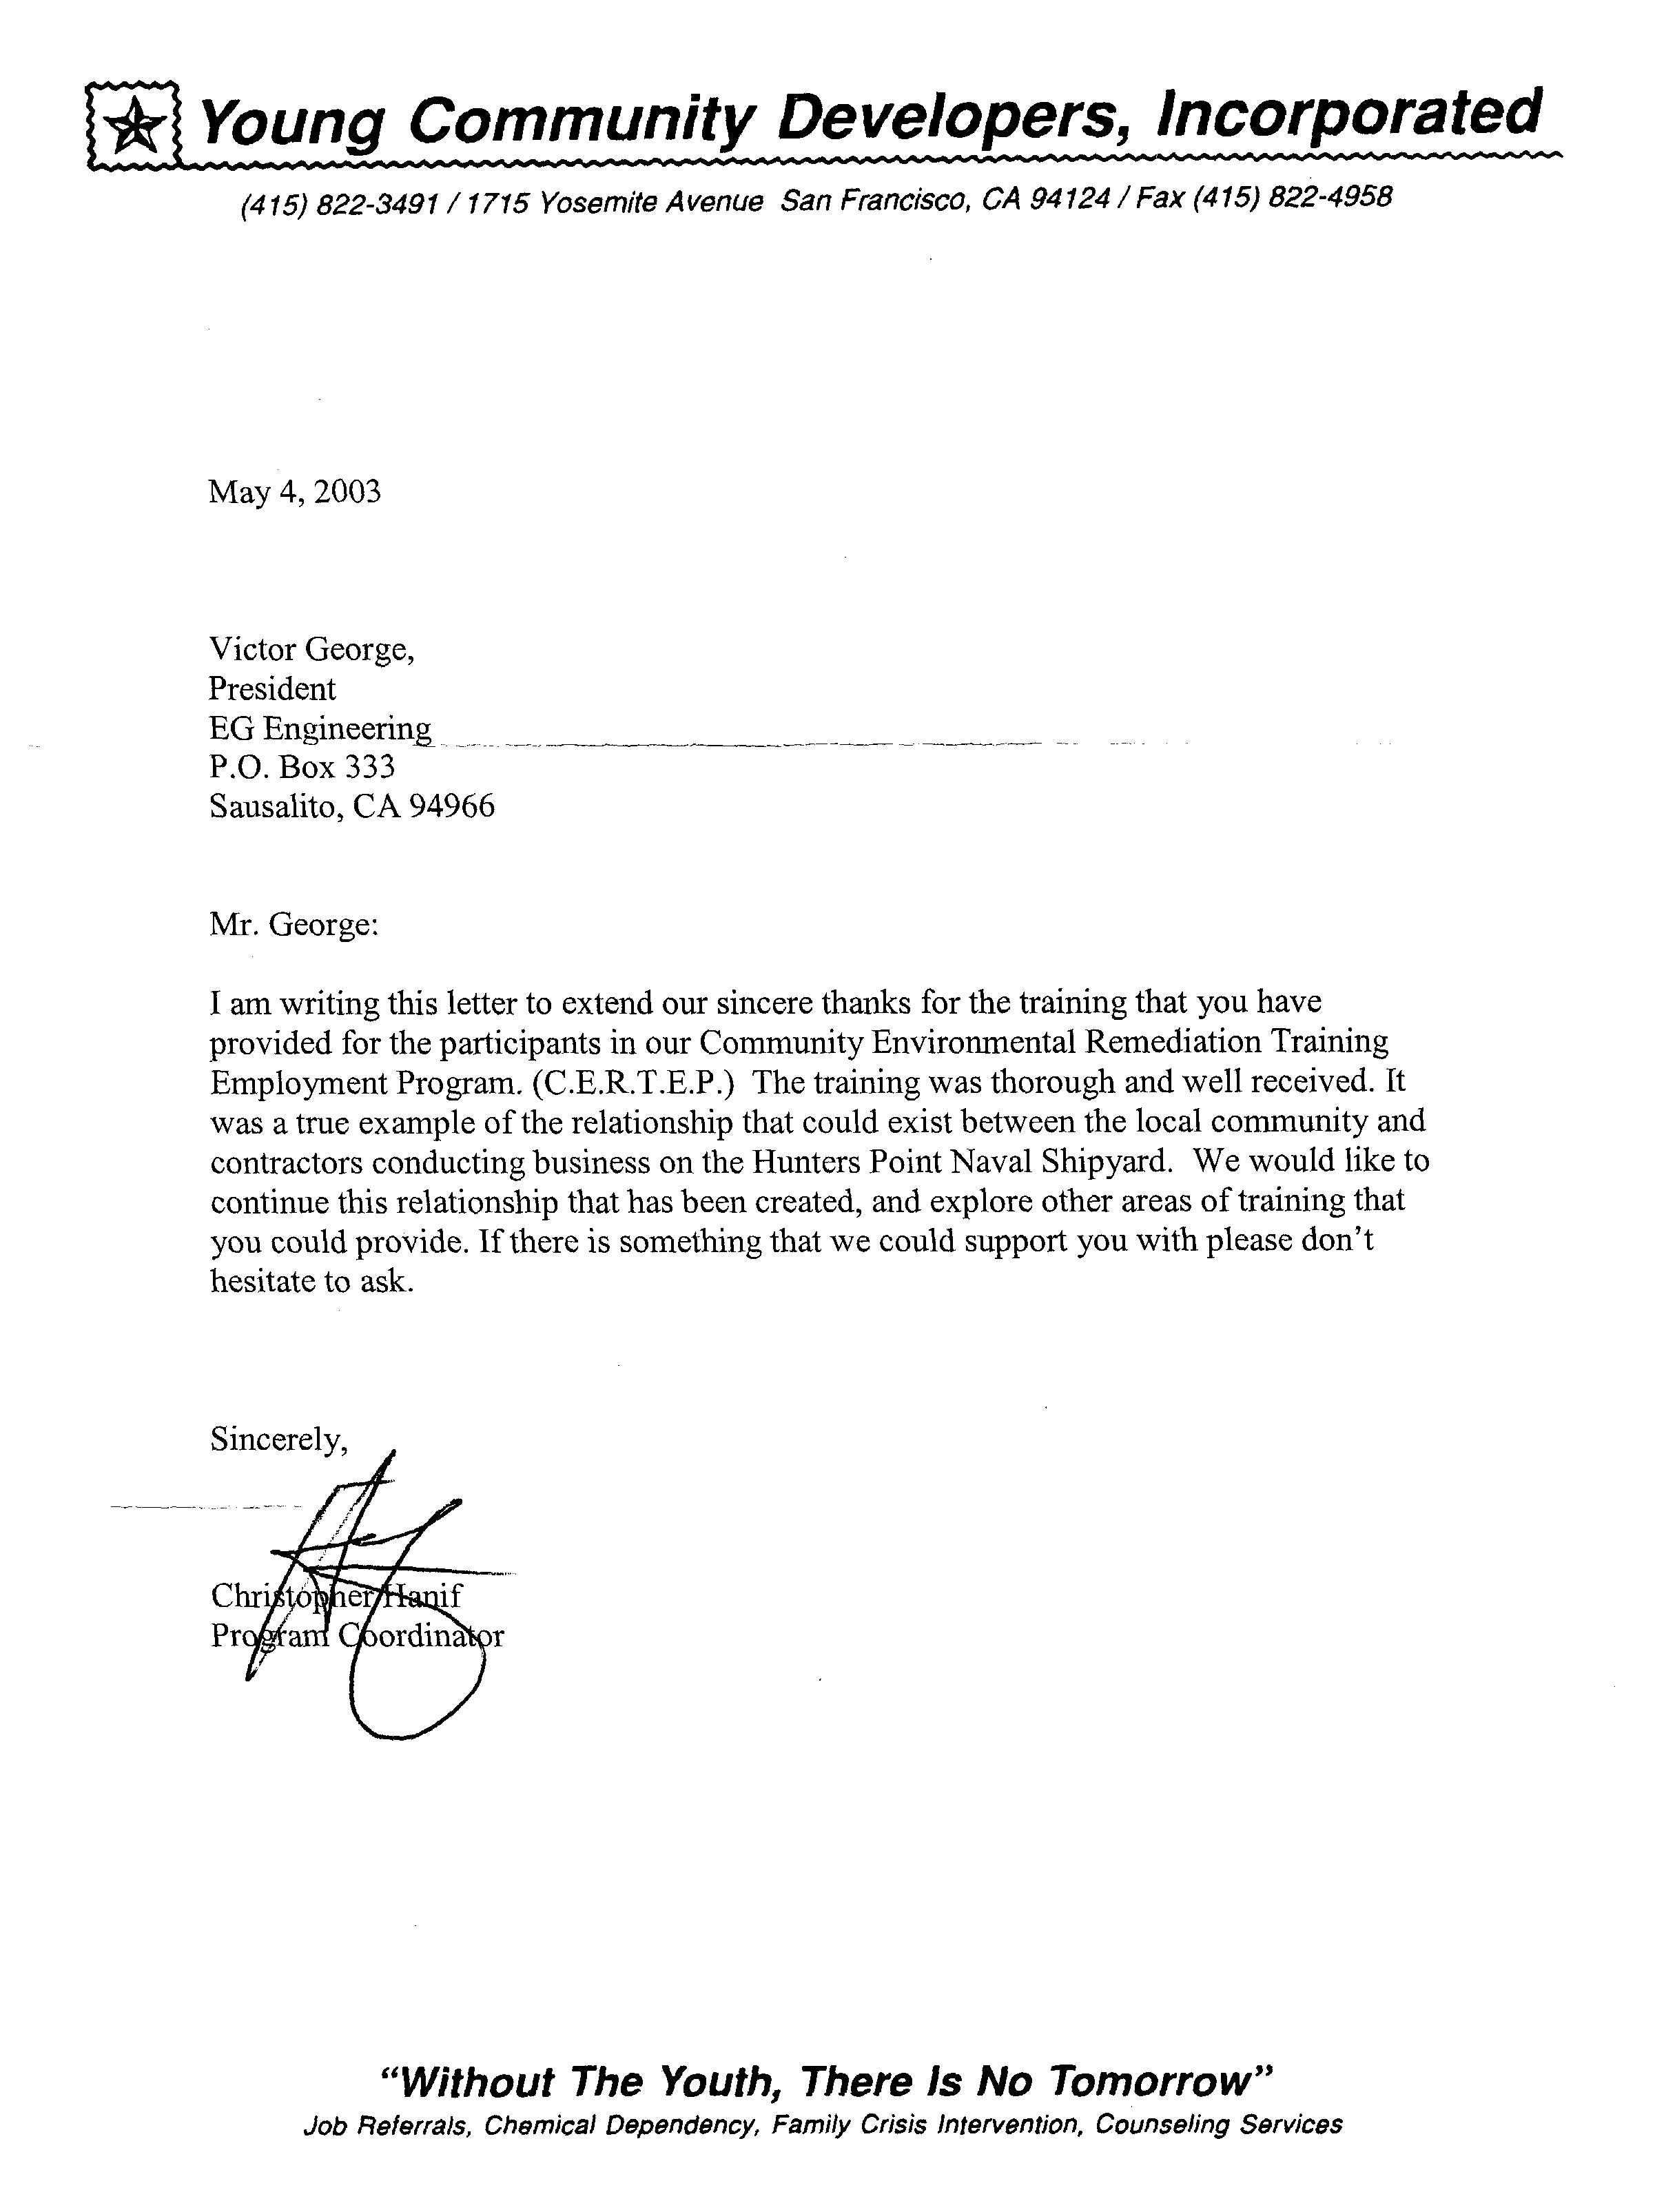 Young Community Developers, Incorporated
(415) 822-3491 / 1715 Yosemite Avenue San Francisco, CA 94124 / Fax (415) 822-4958
May 4, 2003
Victor George,
President
EG Engineering
P.O. Box 333
Sausalito, CA 94966
Mr. George:
I am writing this letter to extend our sincere thanks for the training that you have
provided for the participants in our Community Environmental Remediation Training
Employment Program. (C.E.R.T.E.P.) The training was thorough and well received. It
was a true example of the relationship that could exist between the local community and
contractors conducting business on the Hunters Point Naval Shipyard. We would like to
continue this relationship that has been created, and explore other areas of training that
you could provide. If there is something that we could support you with please don't
hesitate to ask.
Sincerely,
Christopher Hanif
Program Coordinator
“Without The Youth, There Is No Tomorrow”
Job Referrals, Chemical Dependency, Family Crisis Intervention, Counseling Services